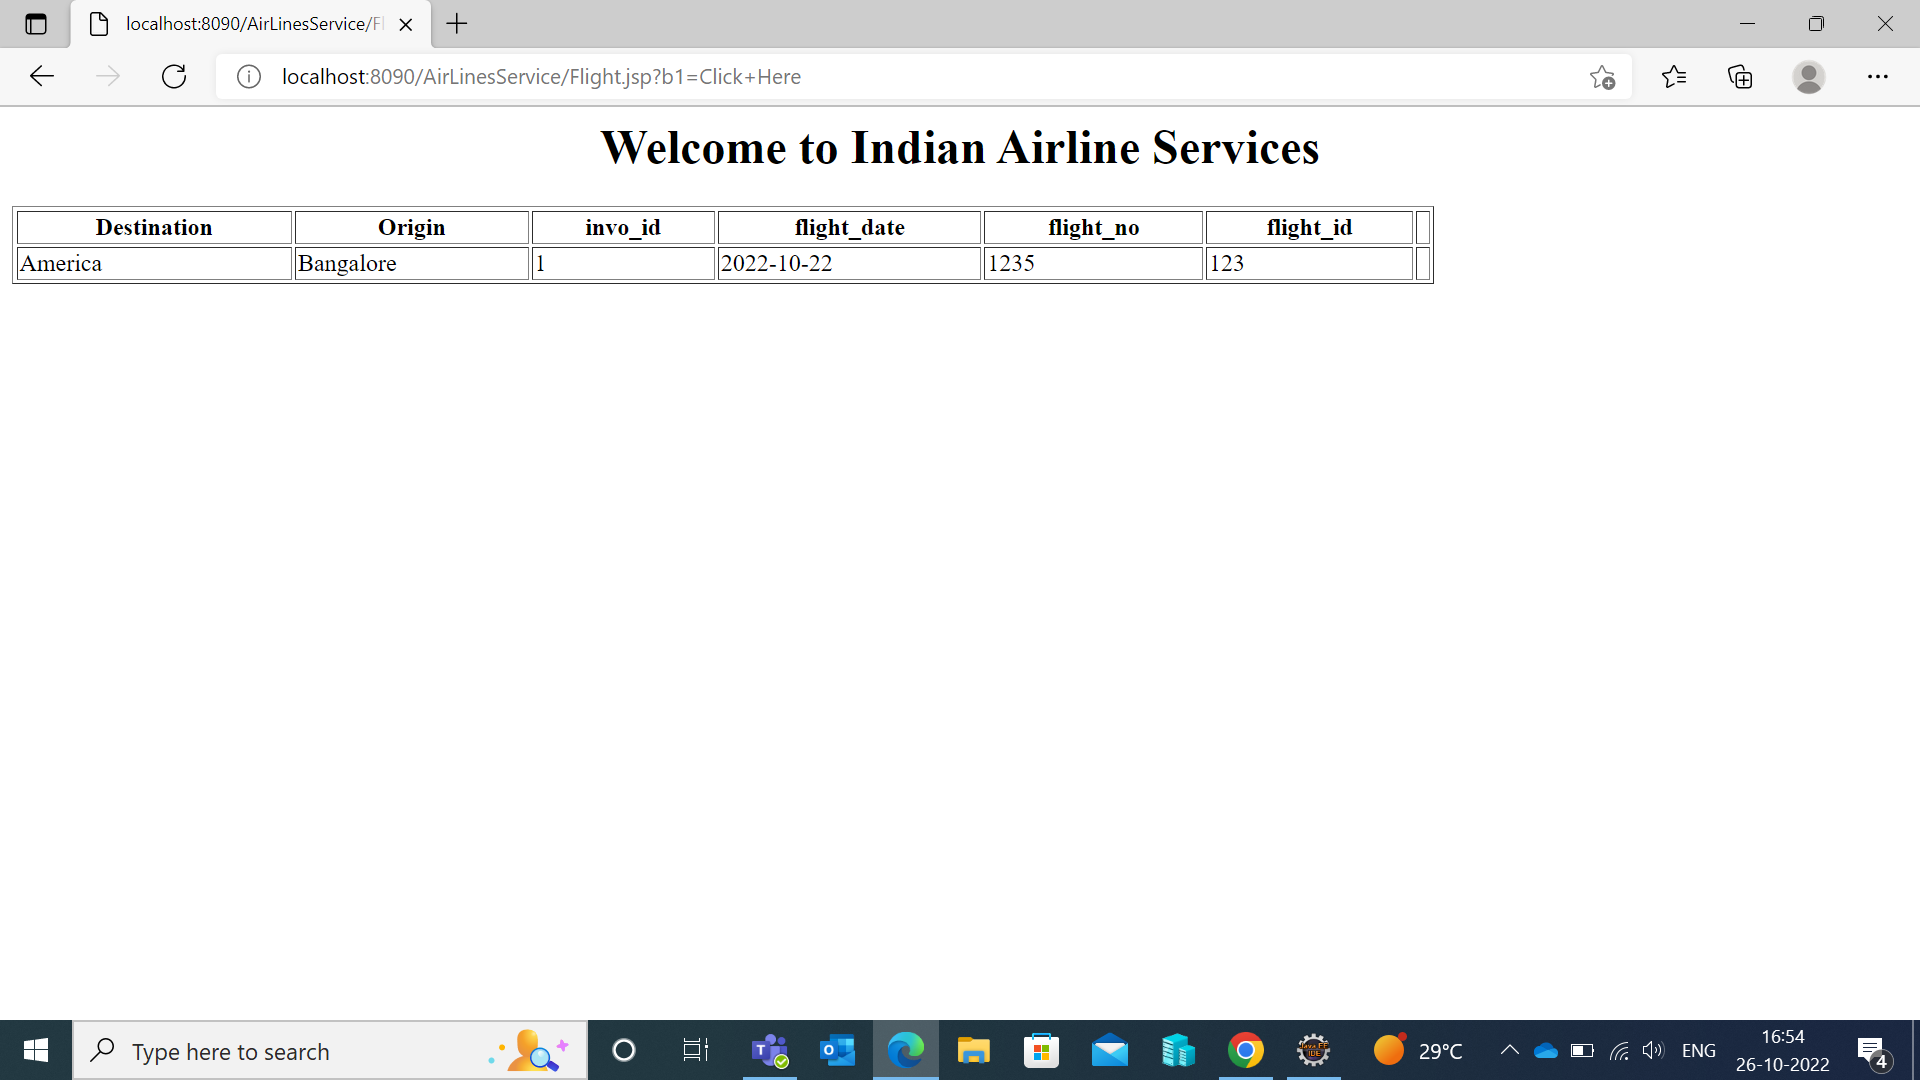 localhost:8090/AirLinesService/Fl
localhost:8090/AirLinesService/Flight.jsp?b1=Click+Here
Welcome to Indian Airline Services
Destination Origin invo_id flight_date flight_no flight_id
America Bangalore 1 2022-10-22 1235 123
Type here to search
29°C
ENG
16:54
26-10-2022
4